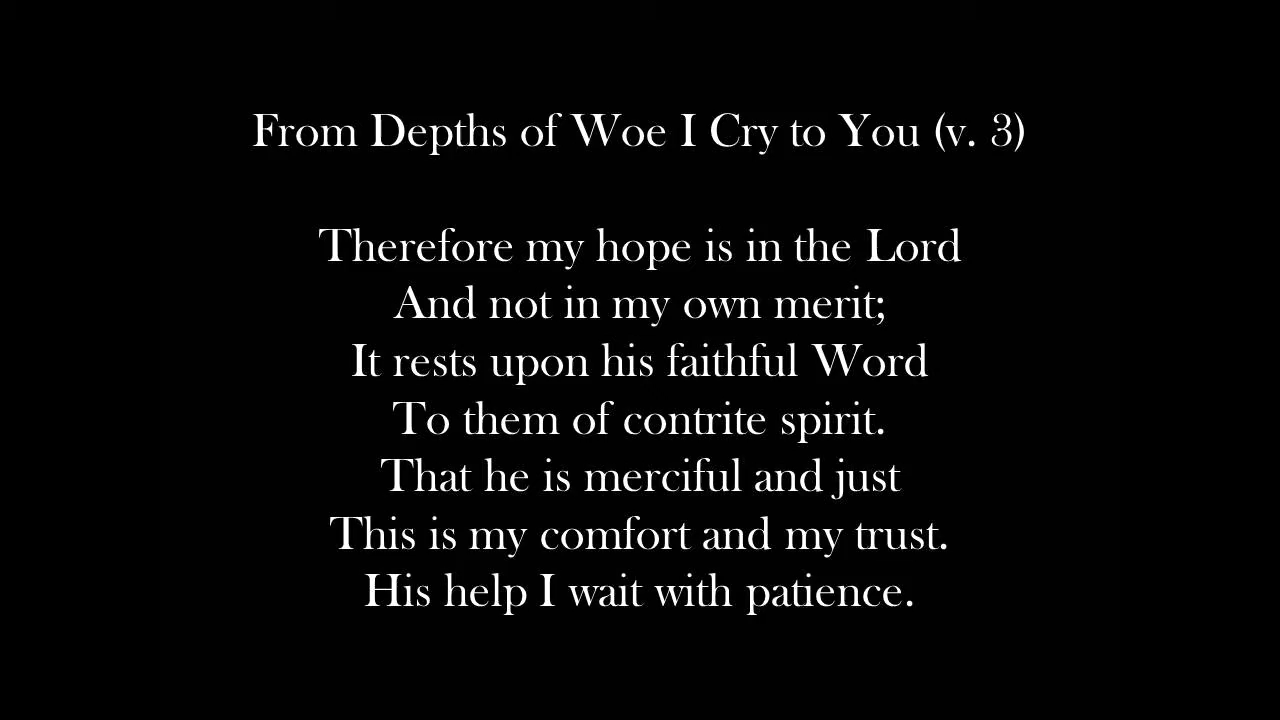 From Depths of Woe I Cry to You (v. 3)
Therefore my hope is in the Lord
And not in my own merit;
It rests upon his faithful Word
To them of contrite spirit.
That he is merciful and just
This is my comfort and my trust.
His help I wait with patience.